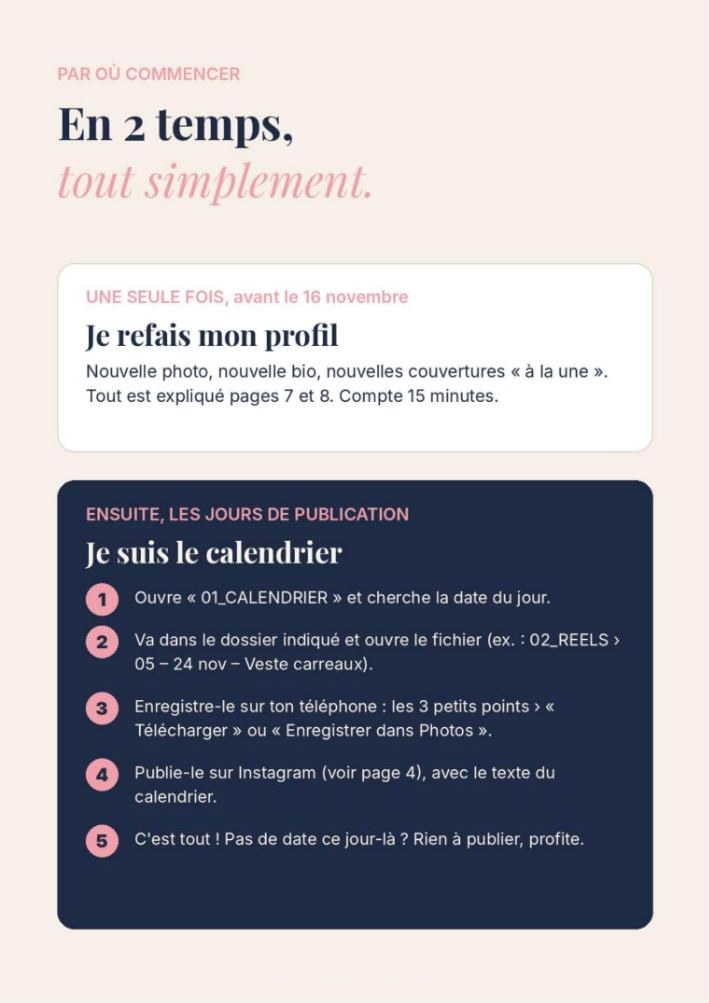 PAR OÙ COMMENCER
En 2 temps,
tout simplement.
UNE SEULE FOIS, avant le 16 novembre
Je refais mon profil
Nouvelle photo, nouvelle bio, nouvelles couvertures « à la une ».
Tout est expliqué pages 7 et 8. Compte 15 minutes.
ENSUITE, LES JOURS DE PUBLICATION
Je suis le calendrier
1 Ouvre « 01_CALENDRIER » et cherche la date du jour.
2 Va dans le dossier indiqué et ouvre le fichier (ex. : 02_REELS ›
05 – 24 nov – Veste carreaux).
3 Enregistre-le sur ton téléphone : les 3 petits points › «
Télécharger » ou « Enregistrer dans Photos ».
4 Publie-le sur Instagram (voir page 4), avec le texte du
calendrier.
5 C'est tout ! Pas de date ce jour-là ? Rien à publier, profite.